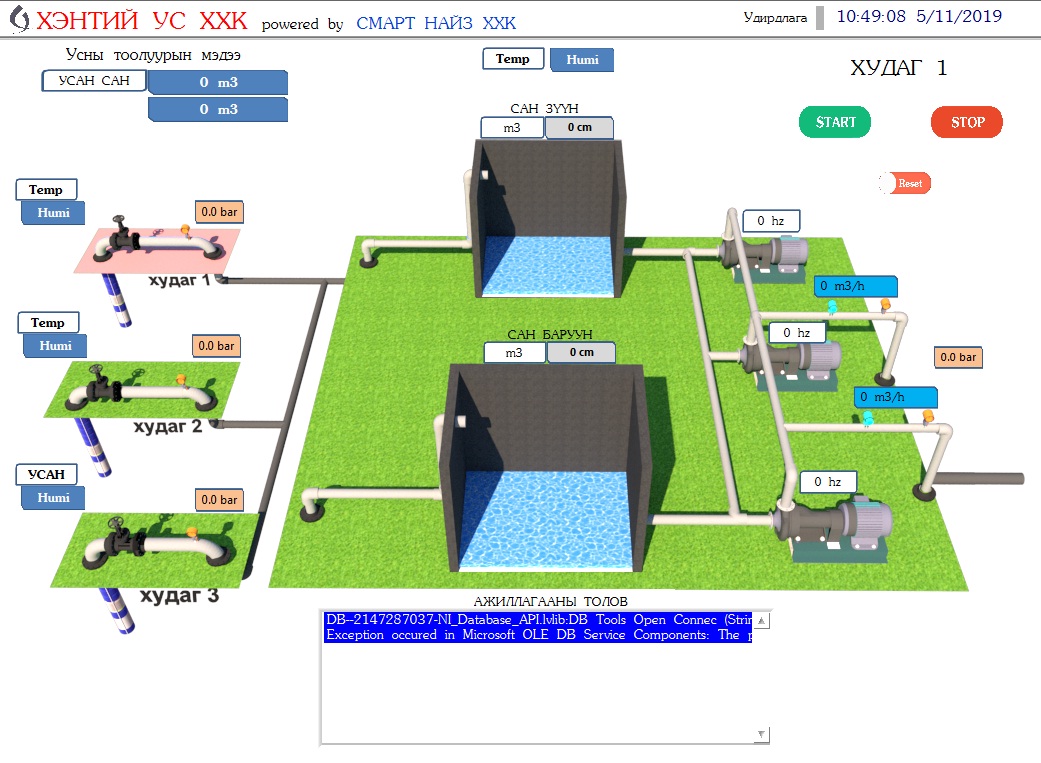 ХЭНТИЙ УС ХХК powered by СМАРТ НАЙЗ ХХК
Удирдлага
10:49:08 5/11/2019
Усны тоолуурын мэдээ
УСАН САН 0 m3
0 m3
Temp Humi
ХУДАГ 1
START STOP
Reset
САН ЗҮҮН
m3 0 cm
Temp
Humi
0.0 bar
худаг 1
0 hz
0 m3/h
Temp
Humi
0.0 bar
худаг 2
САН БАРУУН
m3 0 cm
0 hz
0.0 bar
0 m3/h
УСАН
Humi
0.0 bar
худаг 3
0 hz
АЖИЛЛАГААНЫ ТОЛОВ
DB--2147287037-NI_Database_API.lvlib:DB Tools Open Connec (Strin
Exception occured in Microsoft OLE DB Service Components: The p